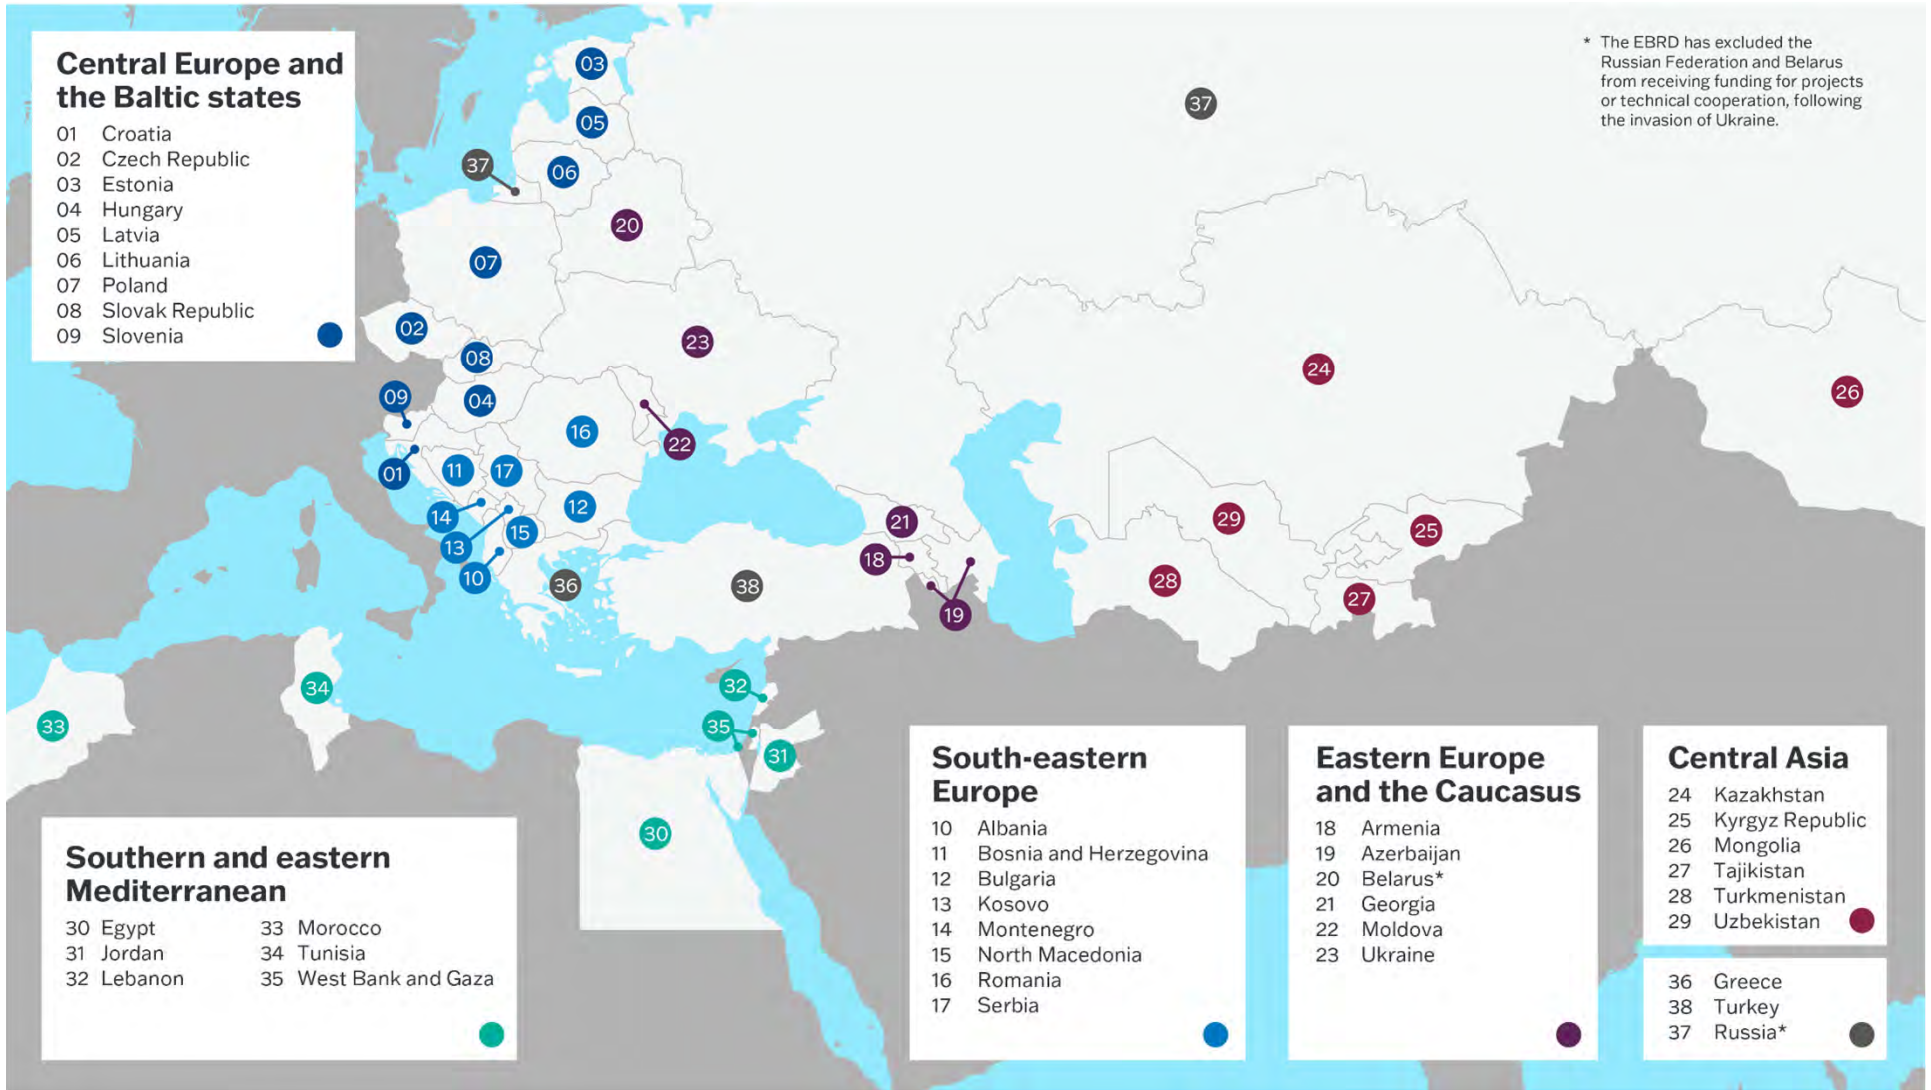 Central Europe and
the Baltic states
01 Croatia
02 Czech Republic
03 Estonia
04 Hungary
05 Latvia
06 Lithuania
07 Poland
08 Slovak Republic
09 Slovenia
* The EBRD has excluded the
Russian Federation and Belarus
from receiving funding for projects
or technical cooperation, following
the invasion of Ukraine.
03
37
05
37
06
20
07
02
23
08
24
09
04
26
16
22
01
11
17
12
14
29
21
15
25
13
18
10
36
38
28
27
19
32
34
33
35
31
30
Southern and eastern
Mediterranean
30 Egypt
31 Jordan
32 Lebanon
33 Morocco
34 Tunisia
35 West Bank and Gaza
South-eastern
Europe
10 Albania
11 Bosnia and Herzegovina
12 Bulgaria
13 Kosovo
14 Montenegro
15 North Macedonia
16 Romania
17 Serbia
Eastern Europe
and the Caucasus
18 Armenia
19 Azerbaijan
20 Belarus*
21 Georgia
22 Moldova
23 Ukraine
Central Asia
24 Kazakhstan
25 Kyrgyz Republic
26 Mongolia
27 Tajikistan
28 Turkmenistan
29 Uzbekistan
36 Greece
38 Turkey
37 Russia*